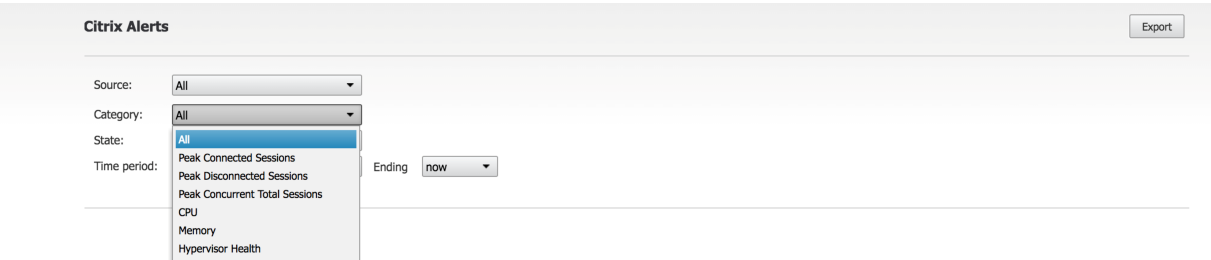 Citrix Alerts
Export
Source: All
Category: All
State:
All
Time period:
Peak Connected Sessions
Ending now
Peak Disconnected Sessions
Peak Concurrent Total Sessions
CPU
Memory
Hypervisor Health